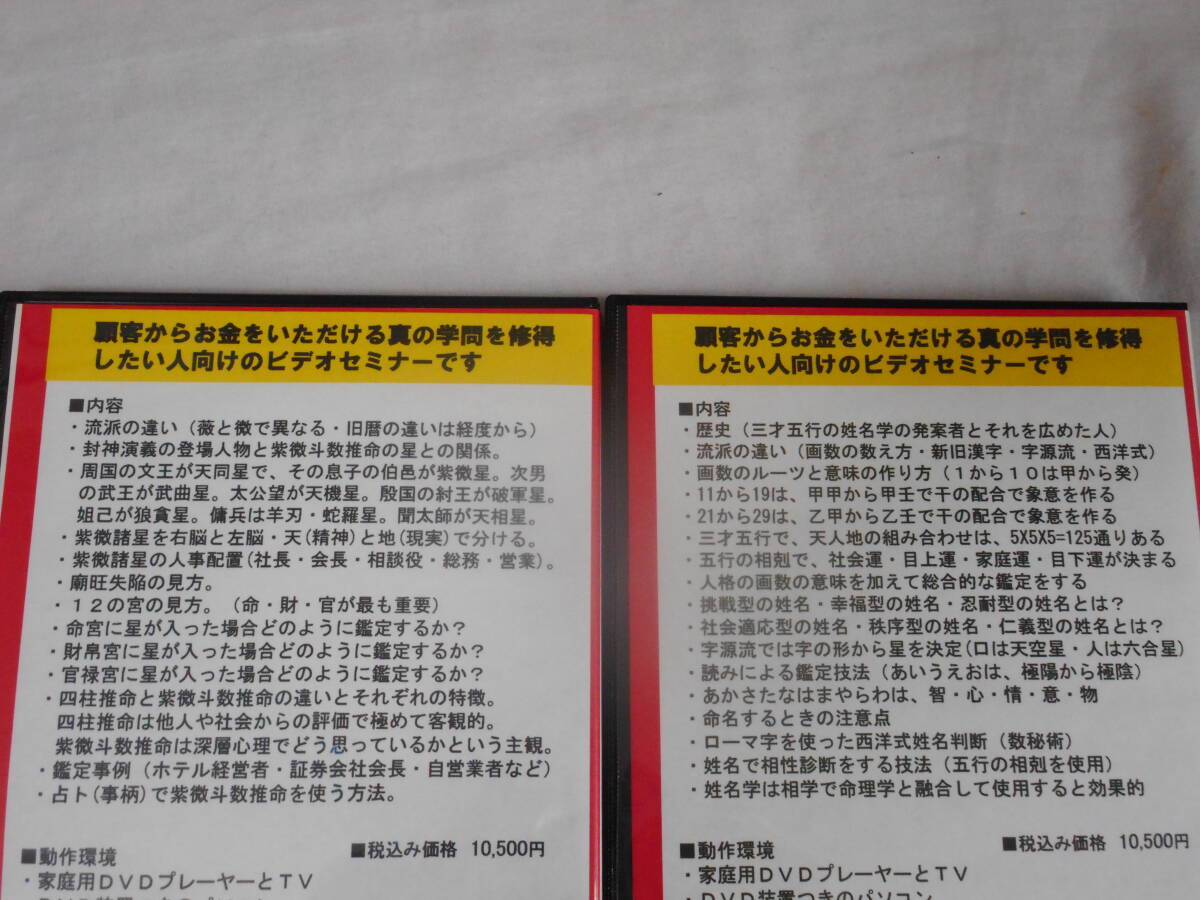 顧客からお金をいただける真の学問を修得
したい人向けのビデオセミナーです
■内容
・流派の違い（薇と微で異なる・旧暦の違いは経度から）
・封神演義の登場人物と紫微斗数推命の星との関係。
・周国の文王が天同星で、その息子の伯邑が紫微星。次男
の武王が武曲星。太公望が天機星。殷国の紂王が破軍星。
妲己が狼貪星。傭兵は羊刃・蛇羅星。聞太師が天相星。
・紫微諸星を右脳と左脳・天(精神)と地(現実)で分ける。
・紫微諸星の人事配置(社長・会長・相談役・総務・営業)。
・廟旺失陥の見方。
・１２の宮の見方。（命・財・官が最も重要）
・命宮に星が入った場合どのように鑑定するか？
・財帛宮に星が入った場合どのように鑑定するか？
・官禄宮に星が入った場合どのように鑑定するか？
・四柱推命と紫微斗数推命の違いとそれぞれの特徴。
四柱推命は他人や社会からの評価で極めて客観的。
紫微斗数推命は深層心理でどう思っているかという主観。
・鑑定事例（ホテル経営者・証券会社会長・自営業者など）
・占ト(事柄)で紫微斗数推命を使う方法。
■税込み価格 10,500円
■動作環境
・家庭用ＤＶＤプレーヤーとＴＶ
顧客からお金をいただける真の学問を修得
したい人向けのビデオセミナーです
■内容
・歴史（三才五行の姓名学の発案者とそれを広めた人）
・流派の違い（画数の数え方・新旧漢字・字源流・西洋式）
・画数のルーツと意味の作り方（１から１０は甲から癸）
・11から19は、甲甲から甲壬で干の配合で象意を作る
・21から29は、乙甲から乙壬で干の配合で象意を作る
・三才五行で、天人地の組み合わせは、5X5X5=125通りある
・五行の相剋で、社会運・目上運・家庭運・目下運が決まる
・人格の画数の意味を加えて総合的な鑑定をする
・挑戦型の姓名・幸福型の姓名・忍耐型の姓名とは？
・社会適応型の姓名・秩序型の姓名・仁義型の姓名とは？
・字源流では字の形から星を決定(口は天空星・人は六合星)
・読みによる鑑定技法（あいうえおは、極陽から極陰）
・あかさたなはまやらわは、智・心・情・意・物
・命名するときの注意点
・ローマ字を使った西洋式姓名判断（数秘術）
・姓名で相性診断をする技法（五行の相剋を使用）
・姓名学は相学で命理学と融合して使用すると効果的
■税込み価格 10,500円
■動作環境
・家庭用ＤＶＤプレーヤーとＴＶ
・ＤＶＤ装置つきのパソコン